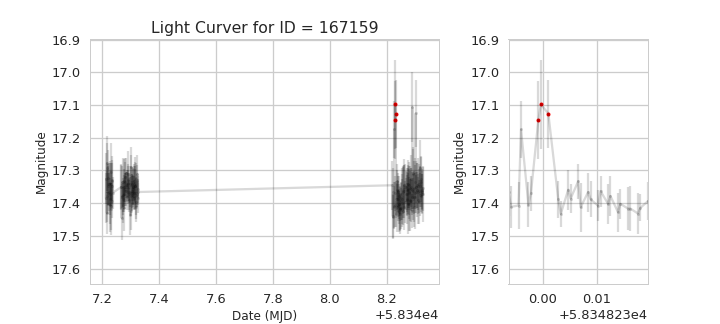 Light Curver for ID = 167159
16.9
17.0
17.1
17.2
17.3
17.4
17.5
17.6
Magnitude
7.2 7.4 7.6 7.8 8.0 8.2
Date (MJD)
+5.834e4
16.9
17.0
17.1
17.2
17.3
17.4
17.5
17.6
Magnitude
0.00 0.01
+5.834823e4